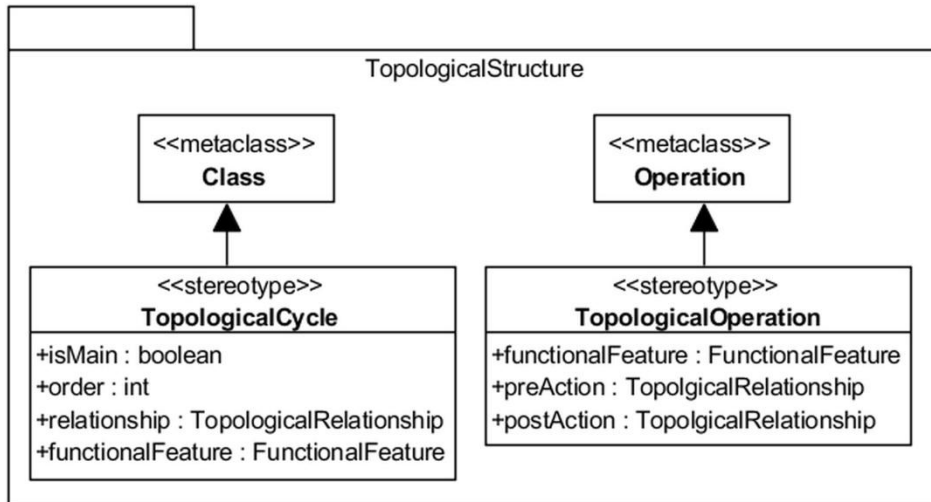 TopologicalStructure
<<metaclass>>
Class
<<metaclass>>
Operation
<<stereotype>>
TopologicalCycle
+isMain : boolean
+order : int
+relationship : TopologicalRelationship
+functionalFeature : FunctionalFeature
<<stereotype>>
TopologicalOperation
+functionalFeature : FunctionalFeature
+preAction : TopolgicalRelationship
+postAction : TopolgicalRelationship